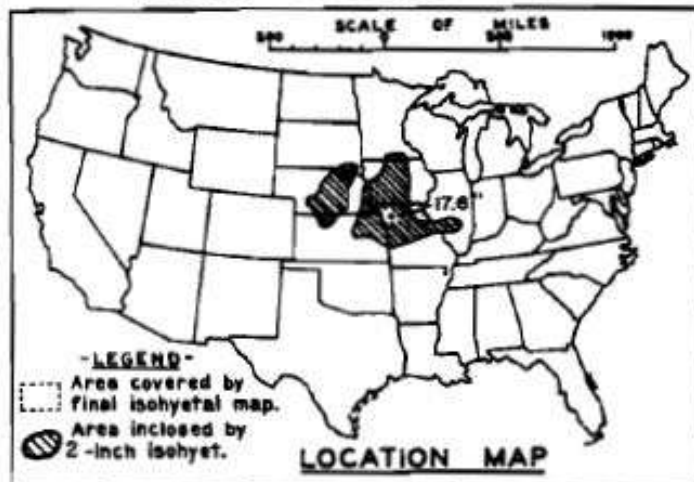 SCALE OF MILES
500 0 500 1000
17.6"
-LEGEND-
Area covered by
final isohyetal map.
Area inclosed by
2-inch isohyet.
LOCATION MAP